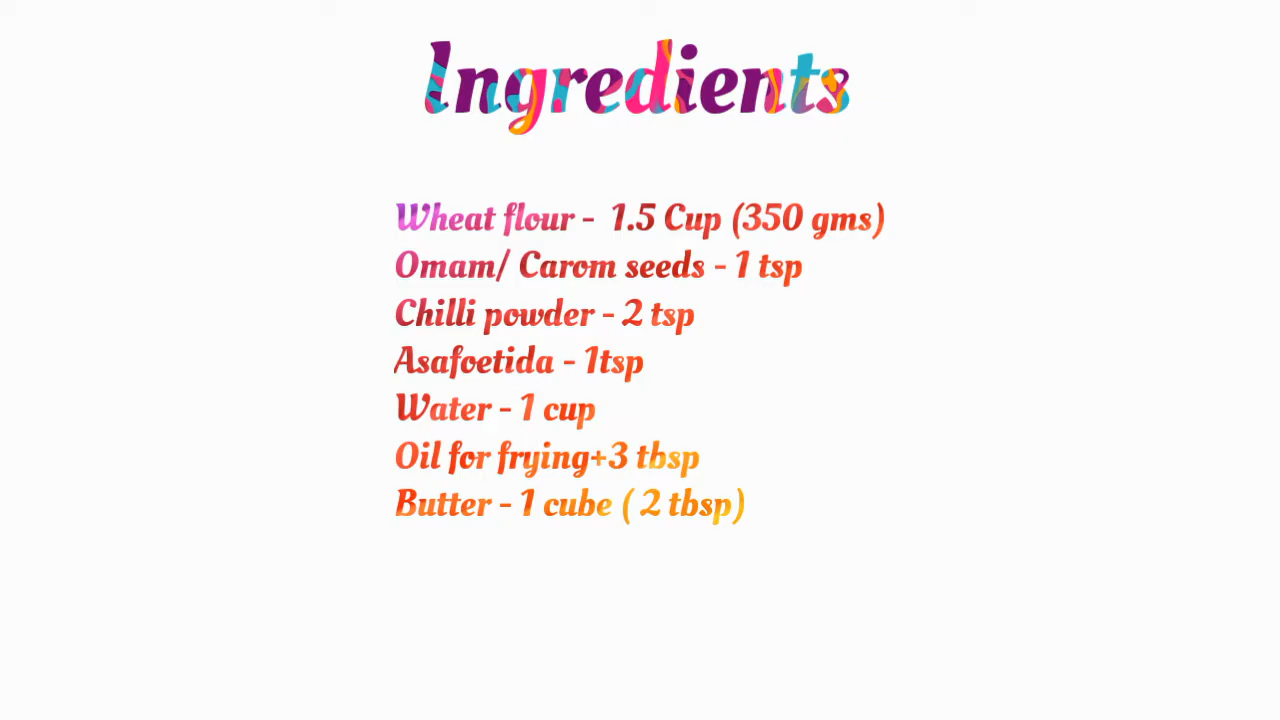 Ingredients
Wheat flour - 1.5 Cup (350 gms)
Omam/ Carom seeds - 1 tsp
Chilli powder - 2 tsp
Asafoetida - 1tsp
Water - 1 cup
Oil for frying+3 tbsp
Butter - 1 cube ( 2 tbsp)